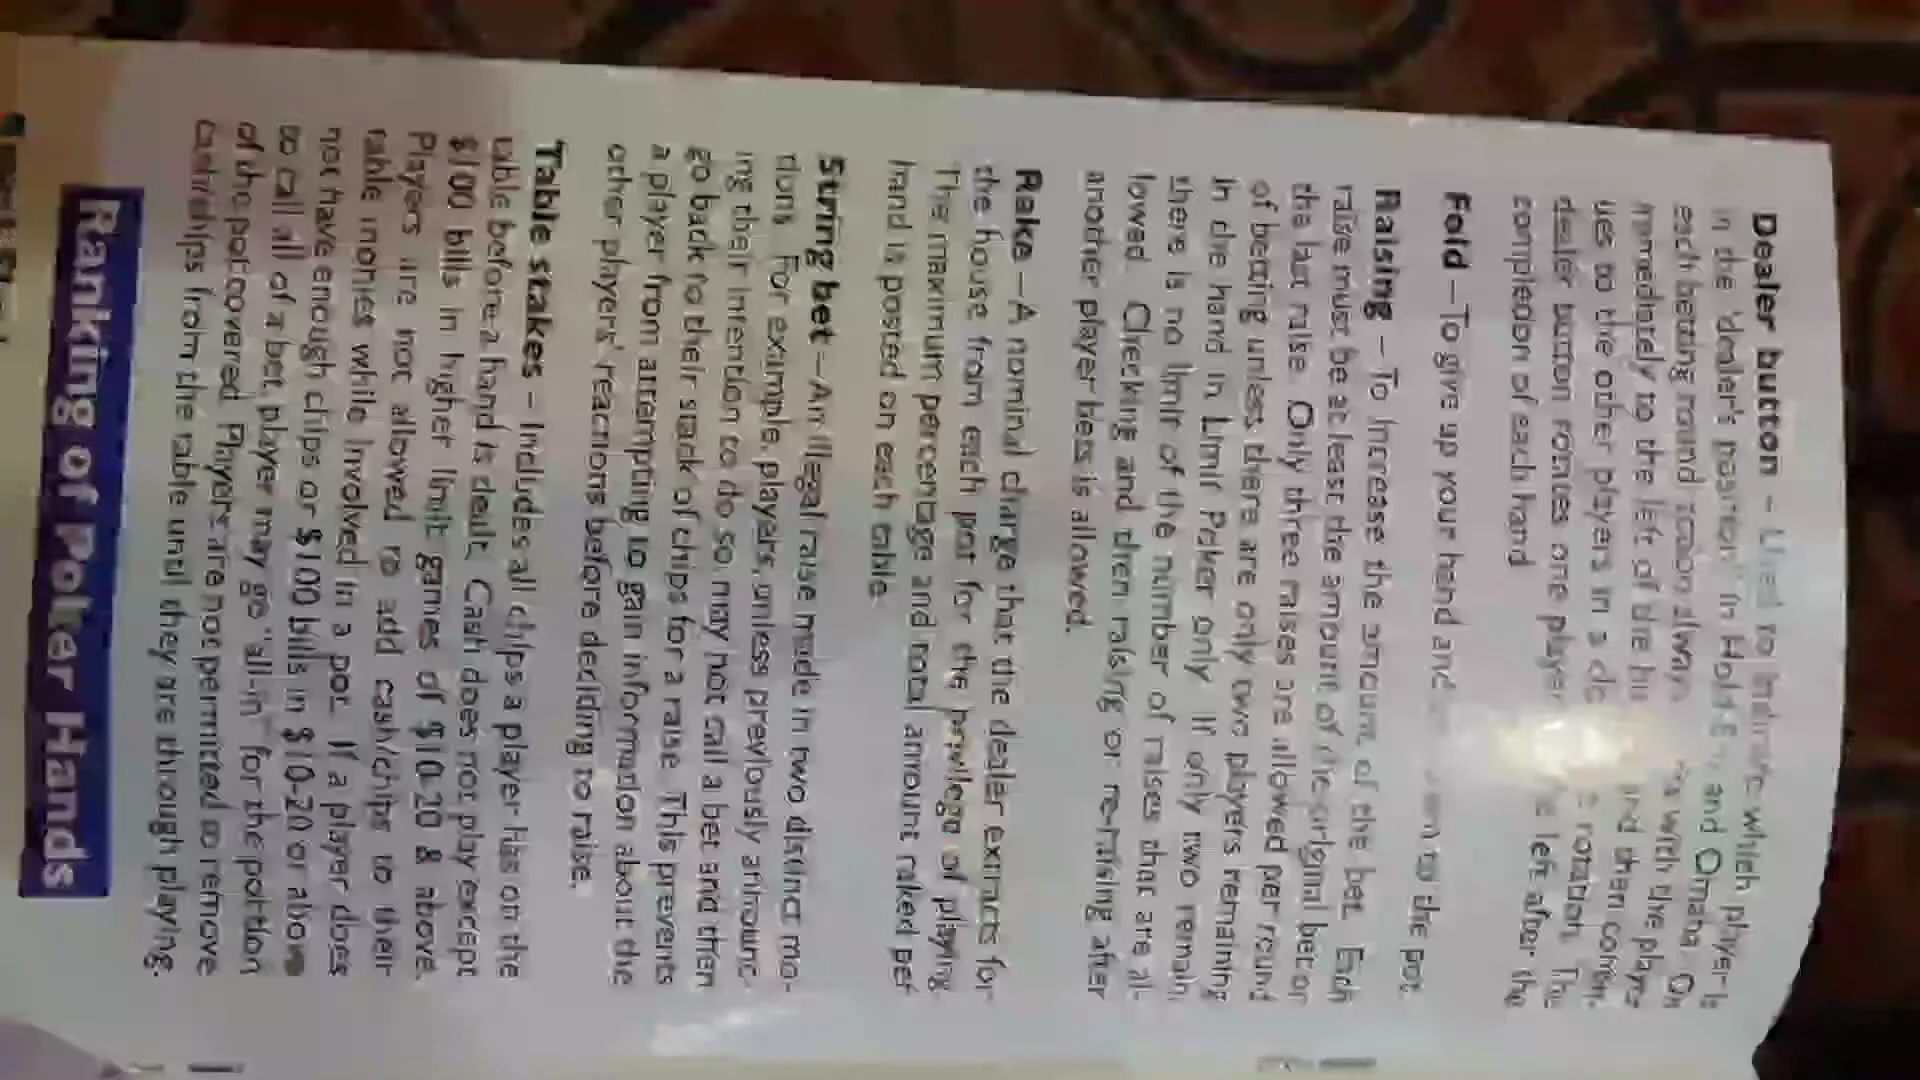 Dealer button – Used to indicate which player is
in the "dealer's position" in Hold and Omaha. On
each betting round action always with the player
immediately to the left of the and then contin-
ues to the other players in a rotation. The
dealer button rotates one player left after the
completion of each hand
Fold – To give up your hand and to the pot.
Raising – To increase the amount of the bet. Each
raise must be at least the amount of the original bet or
the last raise. Only three raises are allowed per round
of betting unless there are only two players remaining
in the hand in Limit Poker only. If only two remain,
there is no limit of the number of raises that are al-
lowed. Checking and then raising or re-raising after
another player bets is allowed.
Rake – A nominal charge that the dealer extracts for
the house from each pot for the privilege of playing.
The maximum percentage and total amount raked per
hand is posted on each table.
String bet – An illegal raise made in two distinct mo-
tions. For example, players, unless previously announc-
ing their intention to do so, may not call a bet and then
go back to their stack of chips for a raise. This prevents
a player from attempting to gain information about the
other players' reactions before deciding to raise.
Table stakes – Includes all chips a player has on the
table before a hand is dealt. Cash does not play except
$100 bills in higher limit games of $10-20 & above.
Players are not allowed to add cash/chips to their
table monies while involved in a pot. If a player does
not have enough chips or $100 bills in $10-20 or above
to call all of a bet, player may go "all-in" for the portion
of the pot covered. Players are not permitted to remove
cash/chips from the table until they are through playing.
Ranking of Poker Hands